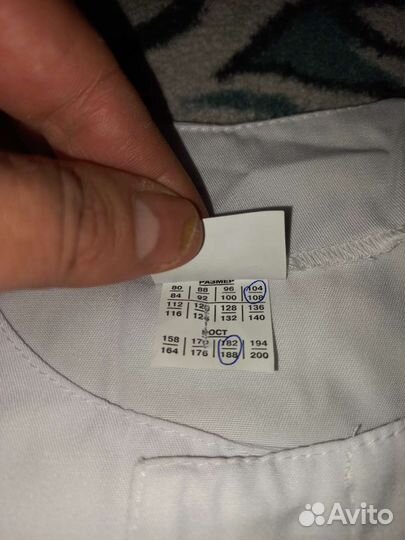 РАЗМЕР
80 | 88 | 96 | 104
84 | 92 | 100 | 108
112 | 120 | 128 | 136
116 | 124 | 132 | 140
РОСТ
158 | 170 | 182 | 194
164 | 176 | 188 | 200
Avito